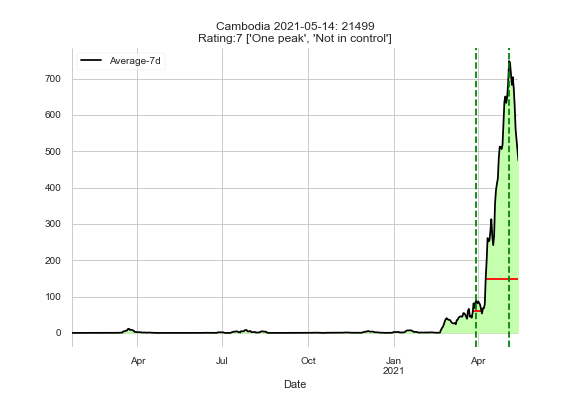 Cambodia 2021-05-14: 21499
Rating:7 ['One peak', 'Not in control']
Average-7d
700
600
500
400
300
200
100
0
Apr
Jul
Oct
Jan
2021
Apr
Date